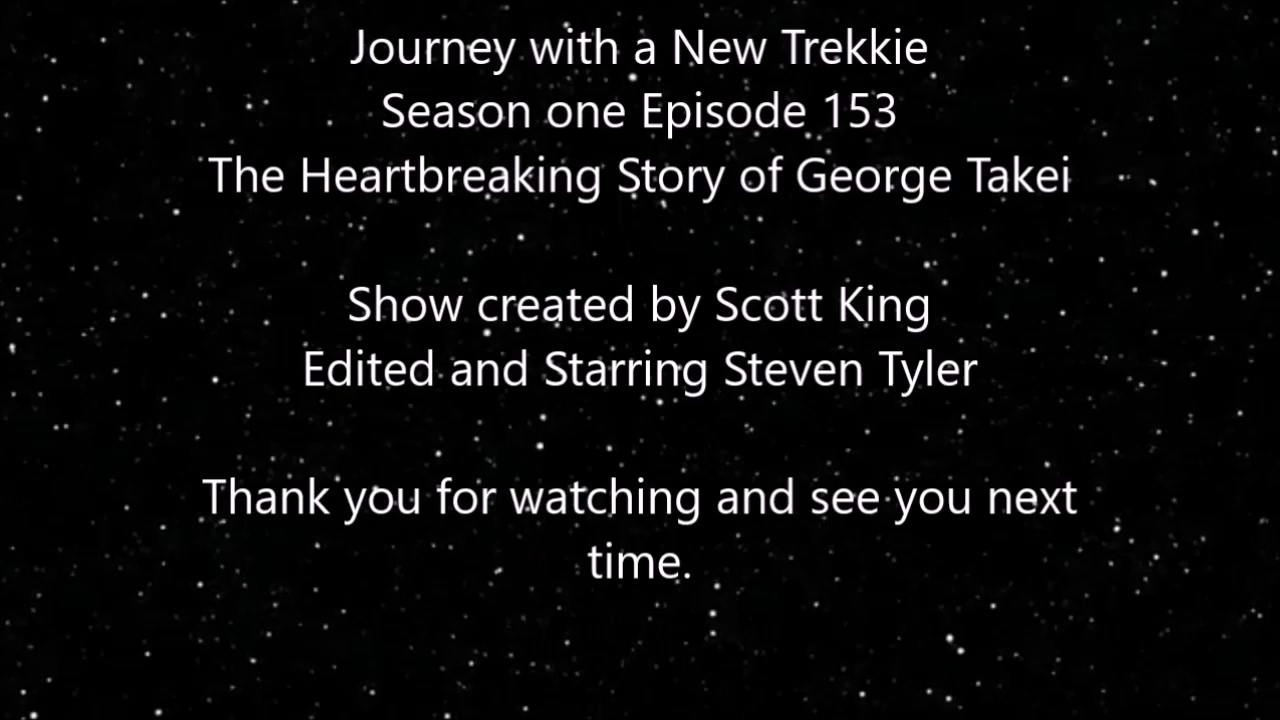 Journey with a New Trekkie
Season one Episode 153
The Heartbreaking Story of George Takei
Show created by Scott King
Edited and Starring Steven Tyler
Thank you for watching and see you next
time.